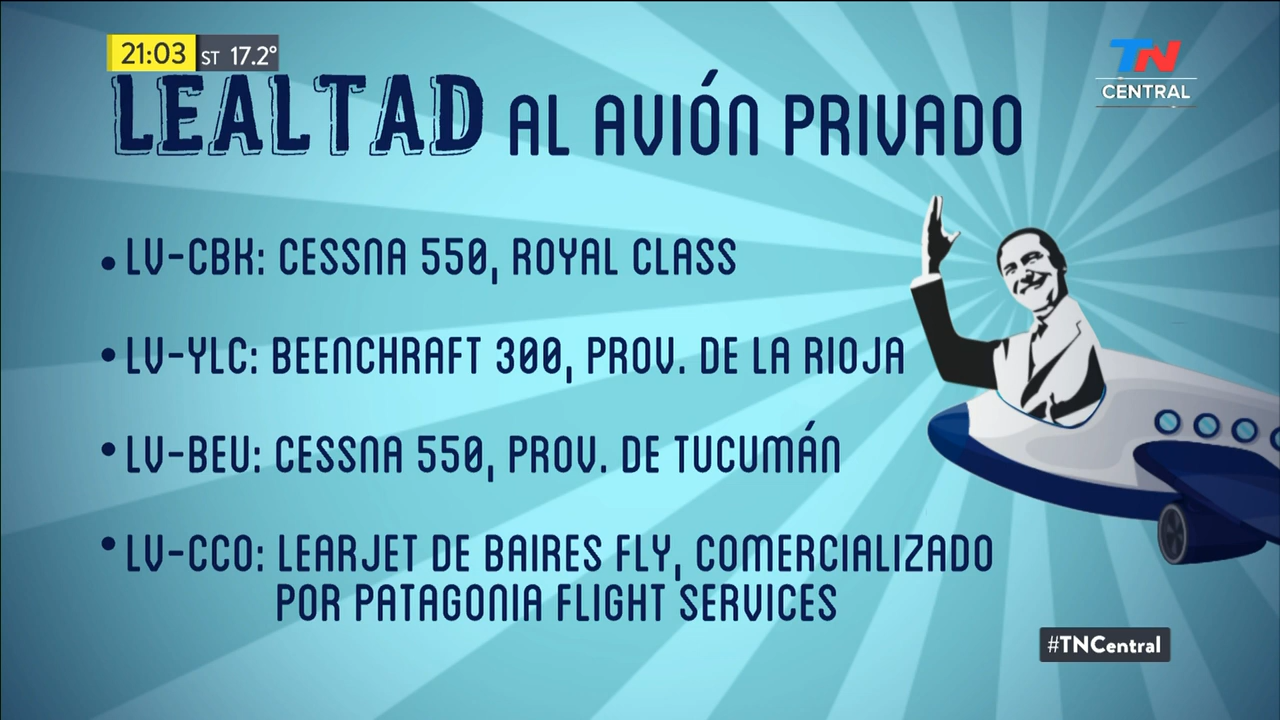 21:03 ST 17.2°
TN
CENTRAL
LEALTAD AL AVIÓN PRIVADO
• LV-CBK: CESSNA 550, ROYAL CLASS
• LV-YLC: BEENCHRAFT 300, PROV. DE LA RIOJA
• LV-BEU: CESSNA 550, PROV. DE TUCUMÁN
• LV-CCO: LEARJET DE BAIRES FLY, COMERCIALIZADO
POR PATAGONIA FLIGHT SERVICES
#TNCentral